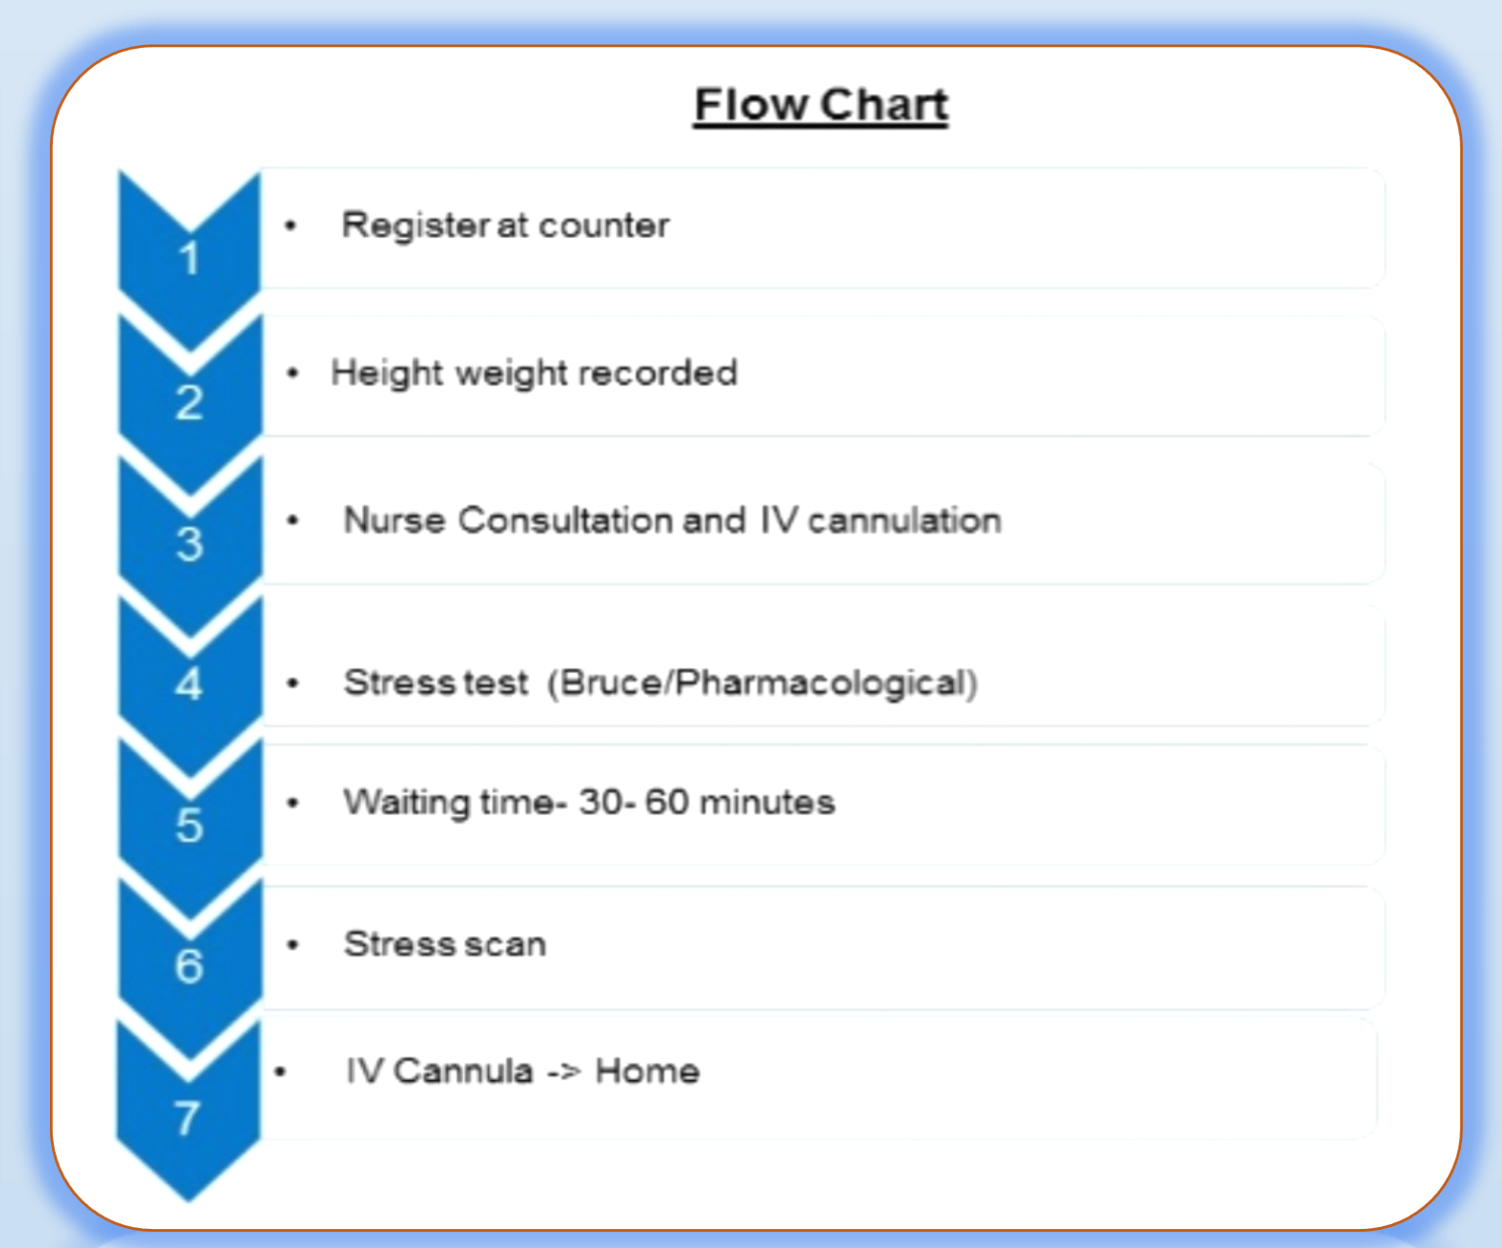 Flow Chart
1
• Register at counter
2
• Height weight recorded
3
• Nurse Consultation and IV cannulation
4
• Stress test (Bruce/Pharmacological)
5
• Waiting time- 30- 60 minutes
6
• Stress scan
7
• IV Cannula -> Home